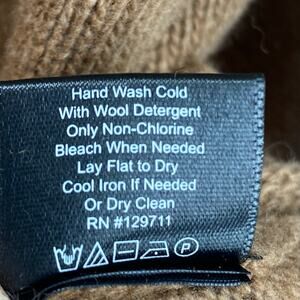 Hand Wash Cold
With Wool Detergent
Only Non-Chlorine
Bleach When Needed
Lay Flat to Dry
Cool Iron If Needed
Or Dry Clean
RN #129711
P